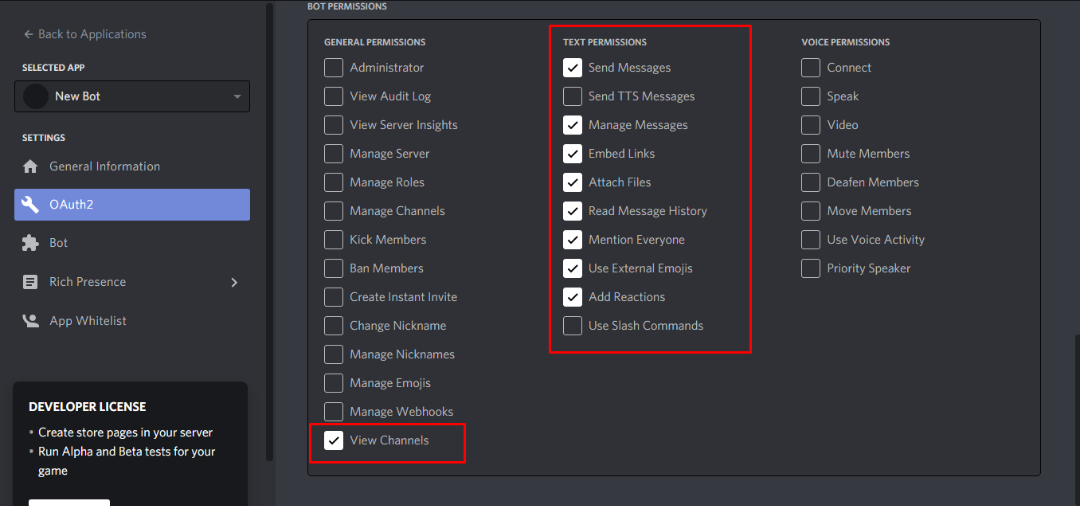 Back to Applications
SELECTED APP
New Bot
SETTINGS
General Information
OAuth2
Bot
Rich Presence
App Whitelist
DEVELOPER LICENSE
• Create store pages in your server
• Run Alpha and Beta tests for your
game
BOT PERMISSIONS
GENERAL PERMISSIONS
Administrator
View Audit Log
View Server Insights
Manage Server
Manage Roles
Manage Channels
Kick Members
Ban Members
Create Instant Invite
Change Nickname
Manage Nicknames
Manage Emojis
Manage Webhooks
View Channels
TEXT PERMISSIONS
Send Messages
Send TTS Messages
Manage Messages
Embed Links
Attach Files
Read Message History
Mention Everyone
Use External Emojis
Add Reactions
Use Slash Commands
VOICE PERMISSIONS
Connect
Speak
Video
Mute Members
Deafen Members
Move Members
Use Voice Activity
Priority Speaker